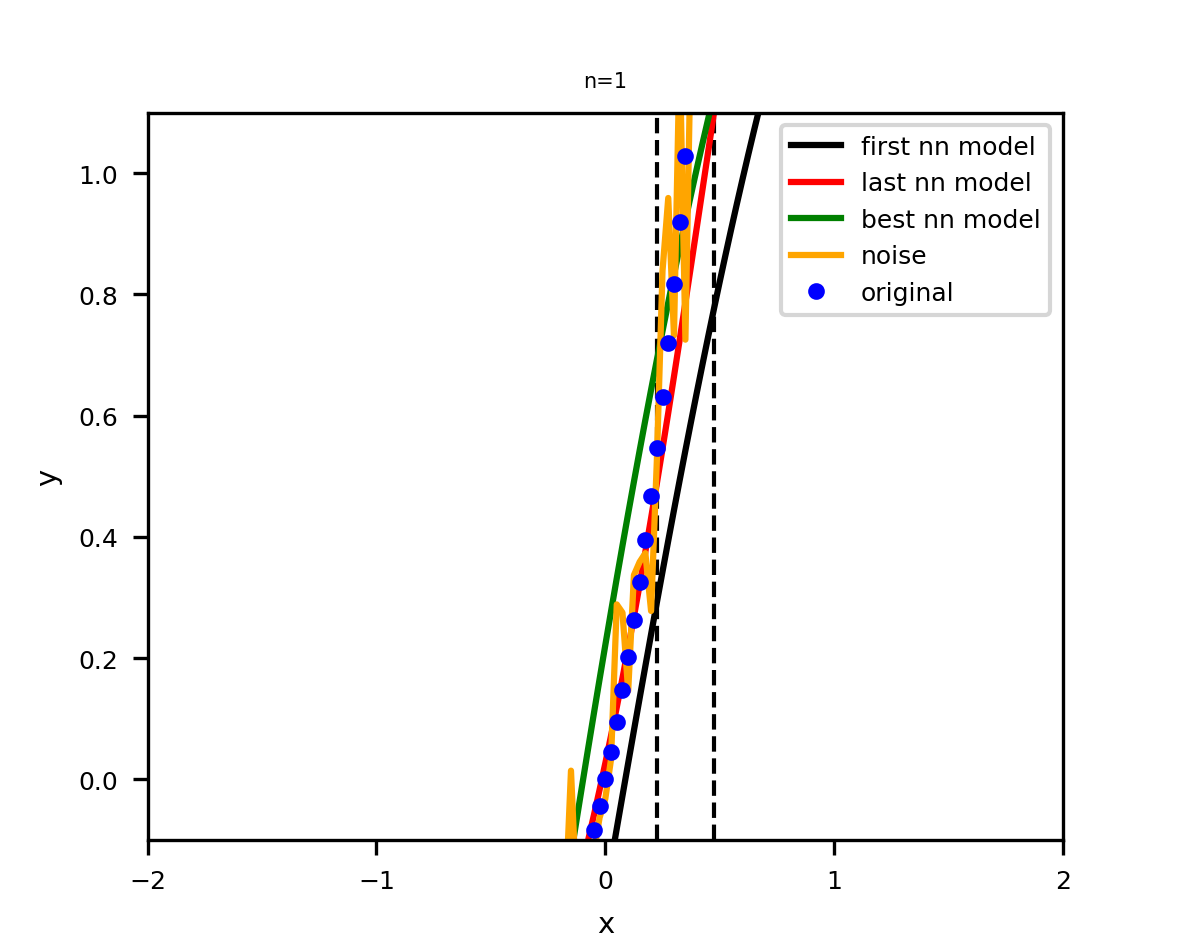 n=1
first nn model
last nn model
best nn model
noise
original
y
1.0
0.8
0.6
0.4
0.2
0.0
−2
−1
0
1
2
x